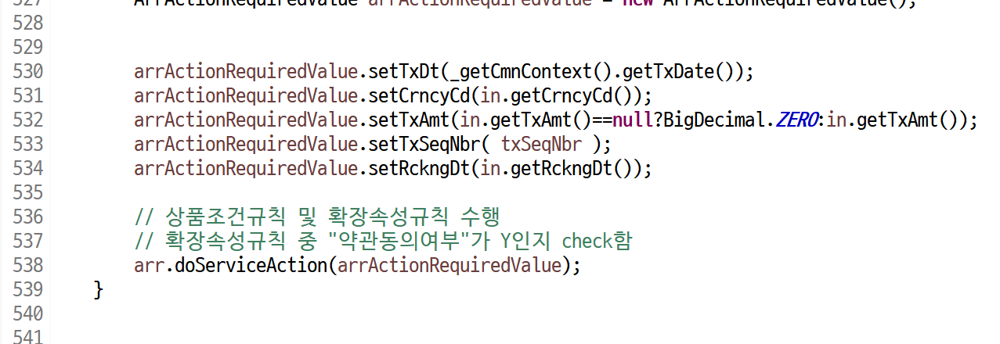 527 ArrActionRequiredValue arrActionRequiredValue = new ArrActionRequiredValue();
528
529
530 arrActionRequiredValue.setTxDt(_getCmnContext().getTxDate());
531 arrActionRequiredValue.setCrncyCd(in.getCrncyCd());
532 arrActionRequiredValue.setTxAmt(in.getTxAmt()==null?BigDecimal.ZERO:in.getTxAmt());
533 arrActionRequiredValue.setTxSeqNbr( txSeqNbr );
534 arrActionRequiredValue.setRckngDt(in.getRckngDt());
535
536 // 상품조건규칙 및 확장속성규칙 수행
537 // 확장속성규칙 중 "약관동의여부"가 Y인지 check함
538 arr.doServiceAction(arrActionRequiredValue);
539 }
540
541